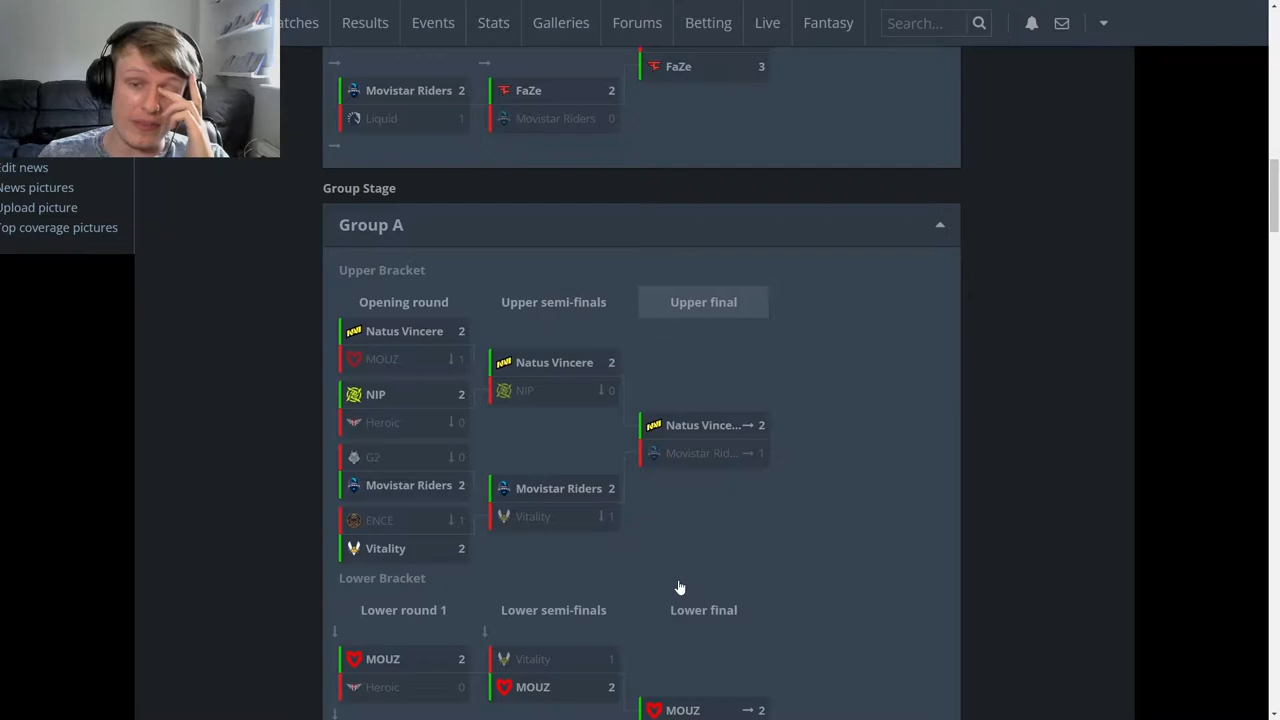 atches Results Events Stats Galleries Forums Betting Live Fantasy Search...
FaZe 3
Movistar Riders 2 FaZe 2
Liquid 1 Movistar Riders 0
Edit news
News pictures
Upload picture
Top coverage pictures
Group Stage
Group A
Upper Bracket
Opening round Upper semi-finals Upper final
Natus Vincere 2
MOUZ 1
NIP 2
Heroic 0
G2 0
Movistar Riders 2
ENCE 1
Vitality 2
Natus Vincere 2
NIP 0
Movistar Riders 2
Vitality 1
Natus Vince... 2
Movistar Rid... 1
Lower Bracket
Lower round 1 Lower semi-finals Lower final
MOUZ 2 Vitality 1
Heroic 0 MOUZ 2
MOUZ 2